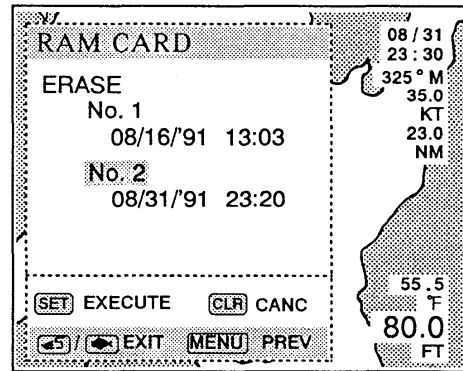 RAM CARD
ERASE
No. 1
08/16/'91 13:03
No. 2
08/31/'91 23:20
SET EXECUTE CLR CANC
5 / EXIT MENU PREV
08/31
23:30
325°M
35.0
KT
23.0
NM
55.5
°F
80.0
FT